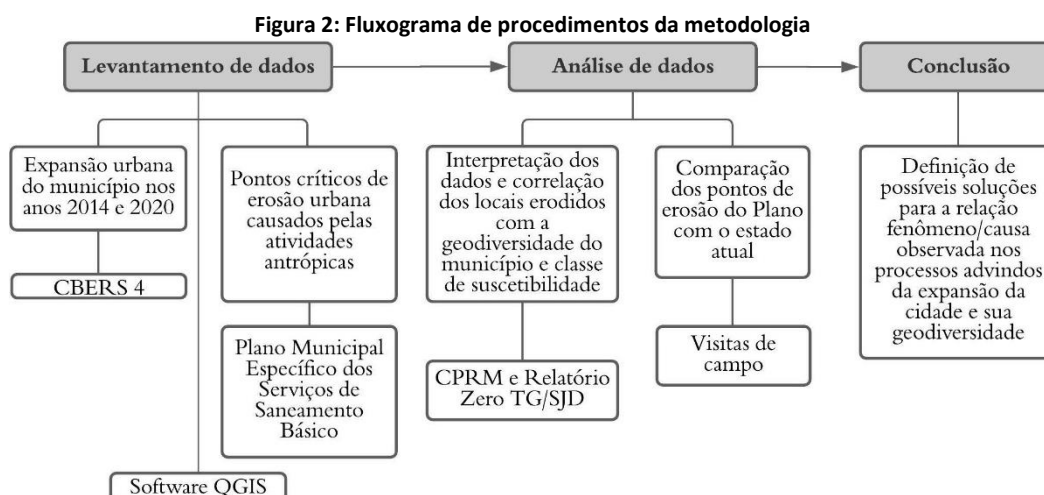 Figura 2: Fluxograma de procedimentos da metodologia
Levantamento de dados
Análise de dados
Conclusão
Expansão urbana
do município nos
anos 2014 e 2020
CBERS 4
Pontos críticos de
erosão urbana
causados pelas
atividades
antrópicas
Plano Municipal
Específico dos
Serviços de
Saneamento
Básico
Software QGIS
Interpretação dos
dados e correlação
dos locais erodidos
com a
geodiversidade do
município e classe
de suscetibilidade
CPRM e Relatório
Zero TG/SJD
Comparação
dos pontos de
erosão do Plano
com o estado
atual
Visitas de
campo
Definição de
possíveis soluções
para a relação
fenômeno/causa
observada nos
processos advindos
da expansão da
cidade e sua
geodiversidade